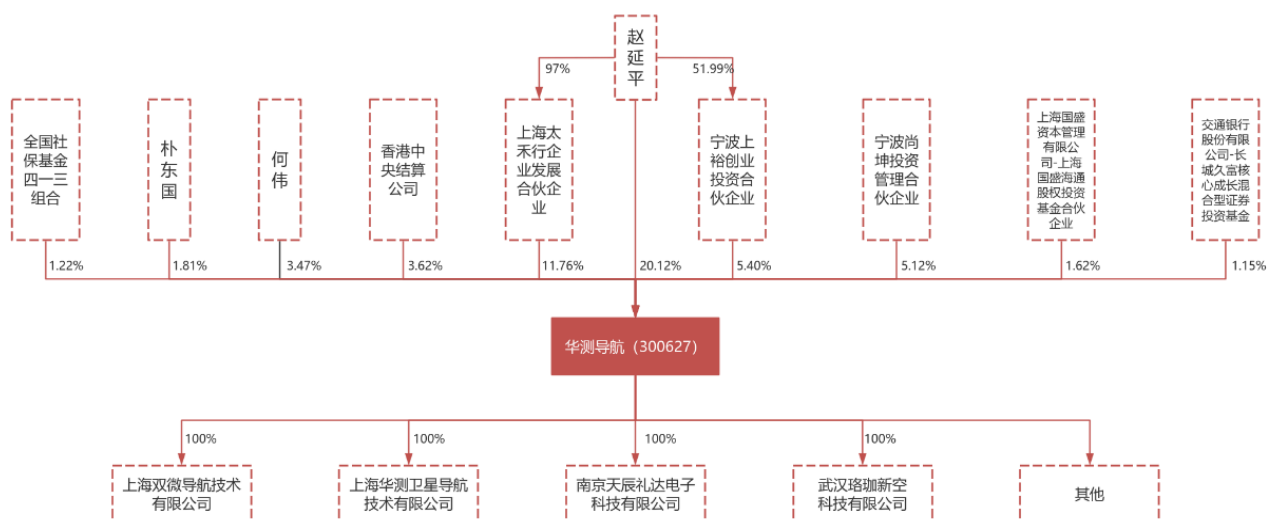 赵
延
平
97%
51.99%
全国社
保基金
四一三
组合
朴
东
国
何
伟
香港中
央结算
公司
上海太
禾行企
业发展
合伙企
业
宁波上
裕创业
投资合
伙企业
宁波尚
坤投资
管理合
伙企业
上海国盛
资本管理
有限公
司-上海
国盛海通
股权投资
基金合伙
企业
交通银行
股份有限
公司-长
城久富核
心成长混
合型证券
投资基金
1.22%
1.81%
3.47%
3.62%
11.76%
20.12%
5.40%
5.12%
1.62%
1.15%
华测导航（300627）
100%
100%
100%
100%
上海双微导航技术
有限公司
上海华测卫星导航
技术有限公司
南京天辰礼达电子
科技有限公司
武汉珞珈新空
科技有限公司
其他